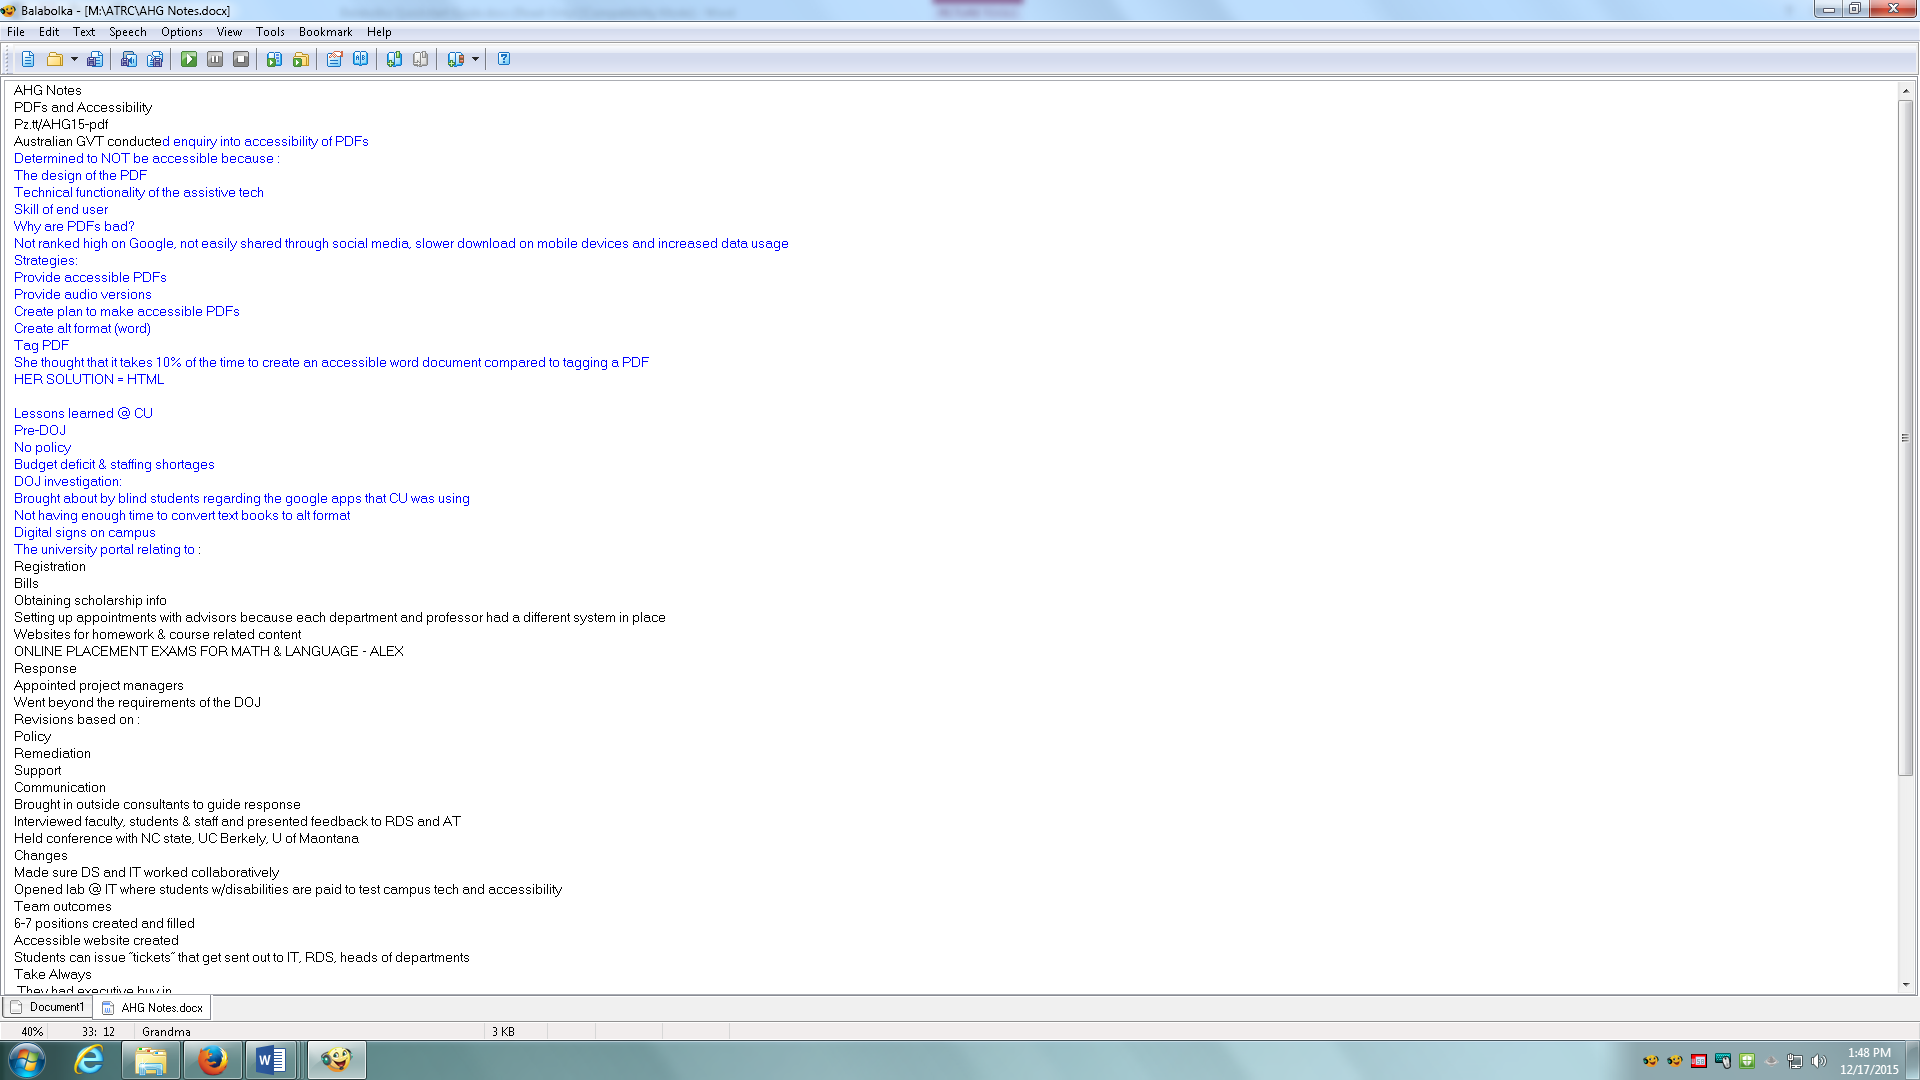 Balabolka - [M:\ATRC\AHG Notes.docx]
File Edit Text Speech Options View Tools Bookmark Help
AHG Notes
PDFs and Accessibility
Pz.tt/AHG15-pdf
Australian GVT conducted enquiry into accessibility of PDFs
Determined to NOT be accessible because :
The design of the PDF
Technical functionality of the assistive tech
Skill of end user
Why are PDFs bad?
Not ranked high on Google, not easily shared through social media, slower download on mobile devices and increased data usage
Strategies:
Provide accessible PDFs
Provide audio versions
Create plan to make accessible PDFs
Create alt format (word)
Tag PDF
She thought that it takes 10% of the time to create an accessible word document compared to tagging a PDF
HER SOLUTION = HTML
Lessons learned @ CU
Pre-DOJ
No policy
Budget deficit & staffing shortages
DOJ investigation:
Brought about by blind students regarding the google apps that CU was using
Not having enough time to convert text books to alt format
Digital signs on campus
The university portal relating to :
Registration
Bills
Obtaining scholarship info
Setting up appointments with advisors because each department and professor had a different system in place
Websites for homework & course related content
ONLINE PLACEMENT EXAMS FOR MATH & LANGUAGE - ALEX
Response
Appointed project managers
Went beyond the requirements of the DOJ
Revisions based on :
Policy
Remediation
Support
Communication
Brought in outside consultants to guide response
Interviewed faculty, students & staff and presented feedback to RDS and AT
Held conference with NC state, UC Berkely, U of Maontana
Changes
Made sure DS and IT worked collaboratively
Opened lab @ IT where students w/disabilities are paid to test campus tech and accessibility
Team outcomes
6-7 positions created and filled
Accessible website created
Students can issue "tickets" that get sent out to IT, RDS, heads of departments
Take Always
They had executive buy in
Document1 AHG Notes.docx
40% 33: 12 Grandma 3 KB
1:48 PM
12/17/2015